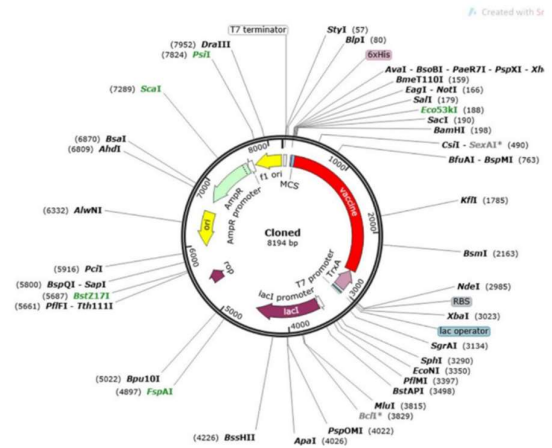 Created with Sn
T7 terminator
StyI (57)
BlpI (80)
6xHis
AvaI - BsoBI - PaeR7I - PspXI - Xh
BmeT110I (159)
EagI - NotI (166)
SalI (179)
Eco53kI (188)
SacI (190)
BamHI (198)
CsiI - SexAI* (490)
BfuAI - BspMI (763)
KflI (1785)
BsmI (2163)
NdeI (2985)
RBS
XbaI (3023)
lac operator
SgrAI (3134)
SphI (3290)
EcoNI (3350)
PflMI (3397)
BstAPI (3498)
MluI (3815)
BclI* (3829)
PspOMI (4022)
ApaI (4026)
(4226) BssHII
(4897) FspAI
(5022) Bpu10I
(5661) PflFI - Tth111I
(5687) BstZ17I
(5800) BspQI - SapI
(5916) PciI
(6332) AlwNI
(6809) AhdI
(6870) BsaI
(7289) ScaI
(7824) PsiI
(7952) DraIII
8000
1000
2000
3000
4000
5000
6000
7000
f1 ori
MCS
AmpR
AmpR promoter
ori
rop
vaccine
TrxA
T7 promoter
lacI promoter
lacI
Cloned
8194 bp